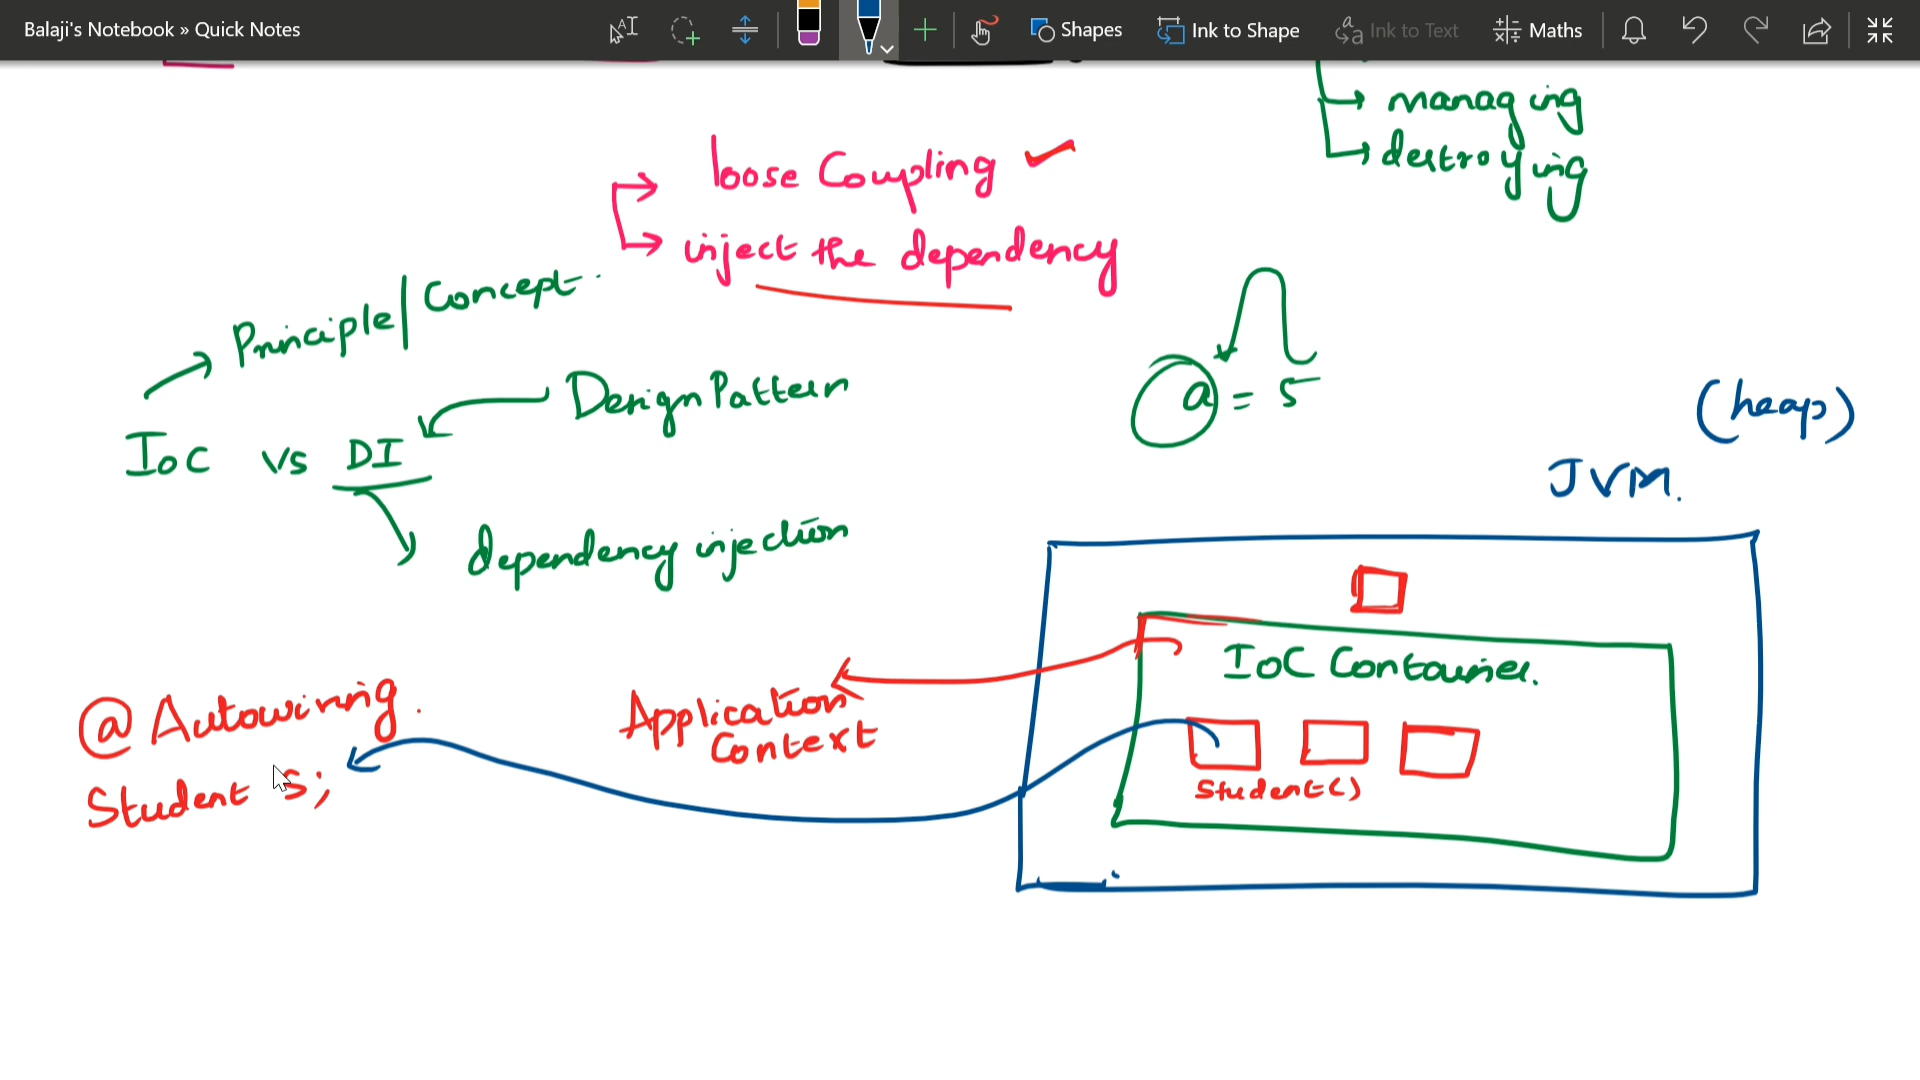 Balaji's Notebook » Quick Notes
Shapes
Ink to Shape
Ink to Text
Maths
managing
destroying
loose Coupling
inject the dependency
Principle/Concept
Design Pattern
IoC vs DI
dependency injection
a = 5
(heap)
JVM.
IoC Container.
@Autowiring.
Student s;
Application
Context
Student()